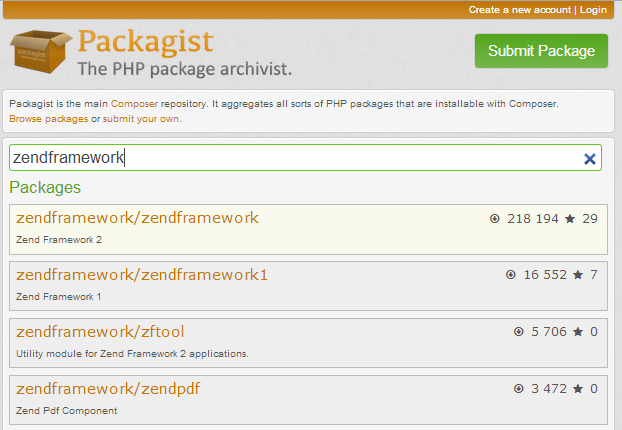 Create a new account | Login
packagist
Packagist
The PHP package archivist.
Submit Package
Packagist is the main Composer repository. It aggregates all sorts of PHP packages that are installable with Composer.
Browse packages or submit your own.
zendframework
Packages
zendframework/zendframework 218 194 ★ 29
Zend Framework 2
zendframework/zendframework1 16 552 ★ 7
Zend Framework 1
zendframework/zftool 5 706 ★ 0
Utility module for Zend Framework 2 applications.
zendframework/zendpdf 3 472 ★ 0
Zend Pdf Component